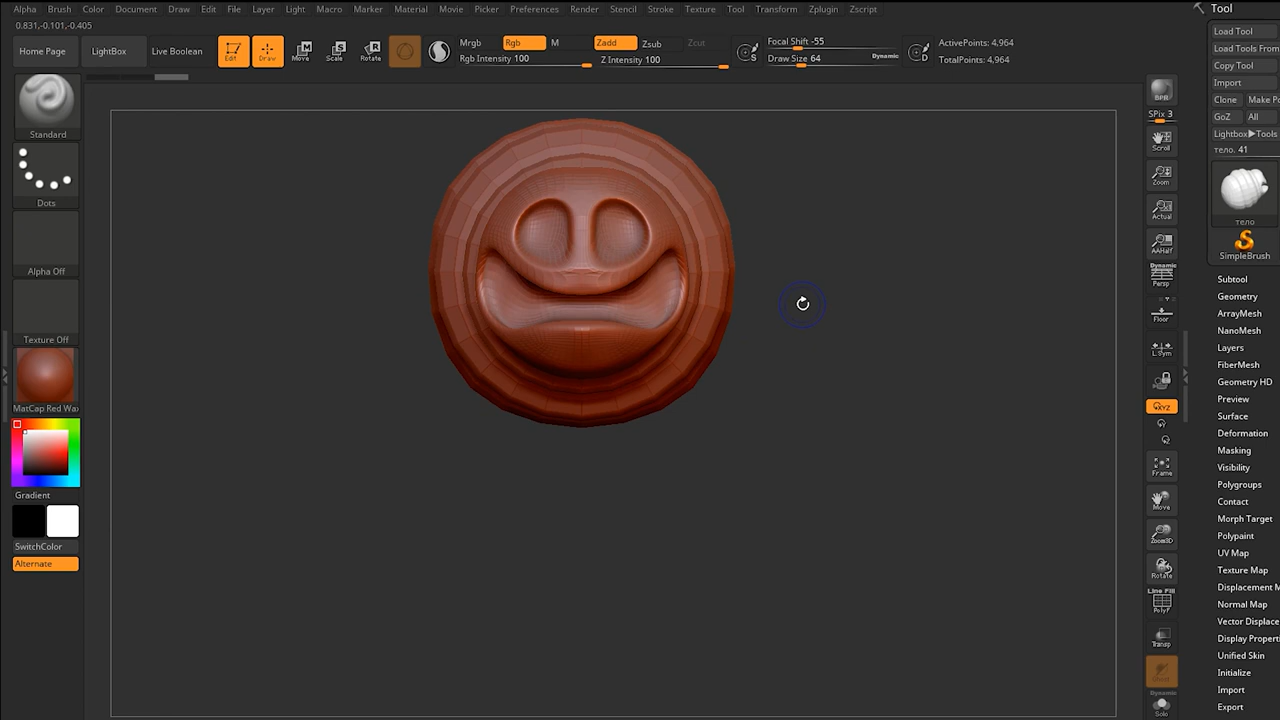 Alpha Brush Color Document Draw Edit File Layer Light Macro Marker Material Movie Picker Preferences Render Stencil Stroke Texture Tool Transform Zplugin Zscript
Tool
0.831,-0.101,-0.405
Home Page LightBox Live Boolean
Edit Draw Move Scale Rotate
Mrgb Rgb M
Rgb Intensity 100
Zadd Zsub Zcut
Z Intensity 100
S
Focal Shift -55
Draw Size 64 Dynamic
D
ActivePoints: 4,964
TotalPoints: 4,964
Standard
Dots
Alpha Off
Texture Off
MatCap Red Wax
Gradient
SwitchColor
Alternate
BPR
SPix 3
Scroll
Zoom
Actual
AAHalf
Dynamic
Persp
Floor
L.Sym
XYZ
Frame
Move
Zoom3D
Rotate
Line Fill
PolyF
Transp
Dynamic
Solo
Load Tool
Load Tools From
Copy Tool
Import
Clone Make Po
GoZ All
Lightbox▶Tools
тело. 41
тело
SimpleBrush
Subtool
Geometry
ArrayMesh
NanoMesh
Layers
FiberMesh
Geometry HD
Preview
Surface
Deformation
Masking
Visibility
Polygroups
Contact
Morph Target
Polypaint
UV Map
Texture Map
Displacement M
Normal Map
Vector Displace
Display Properti
Unified Skin
Initialize
Import
Export